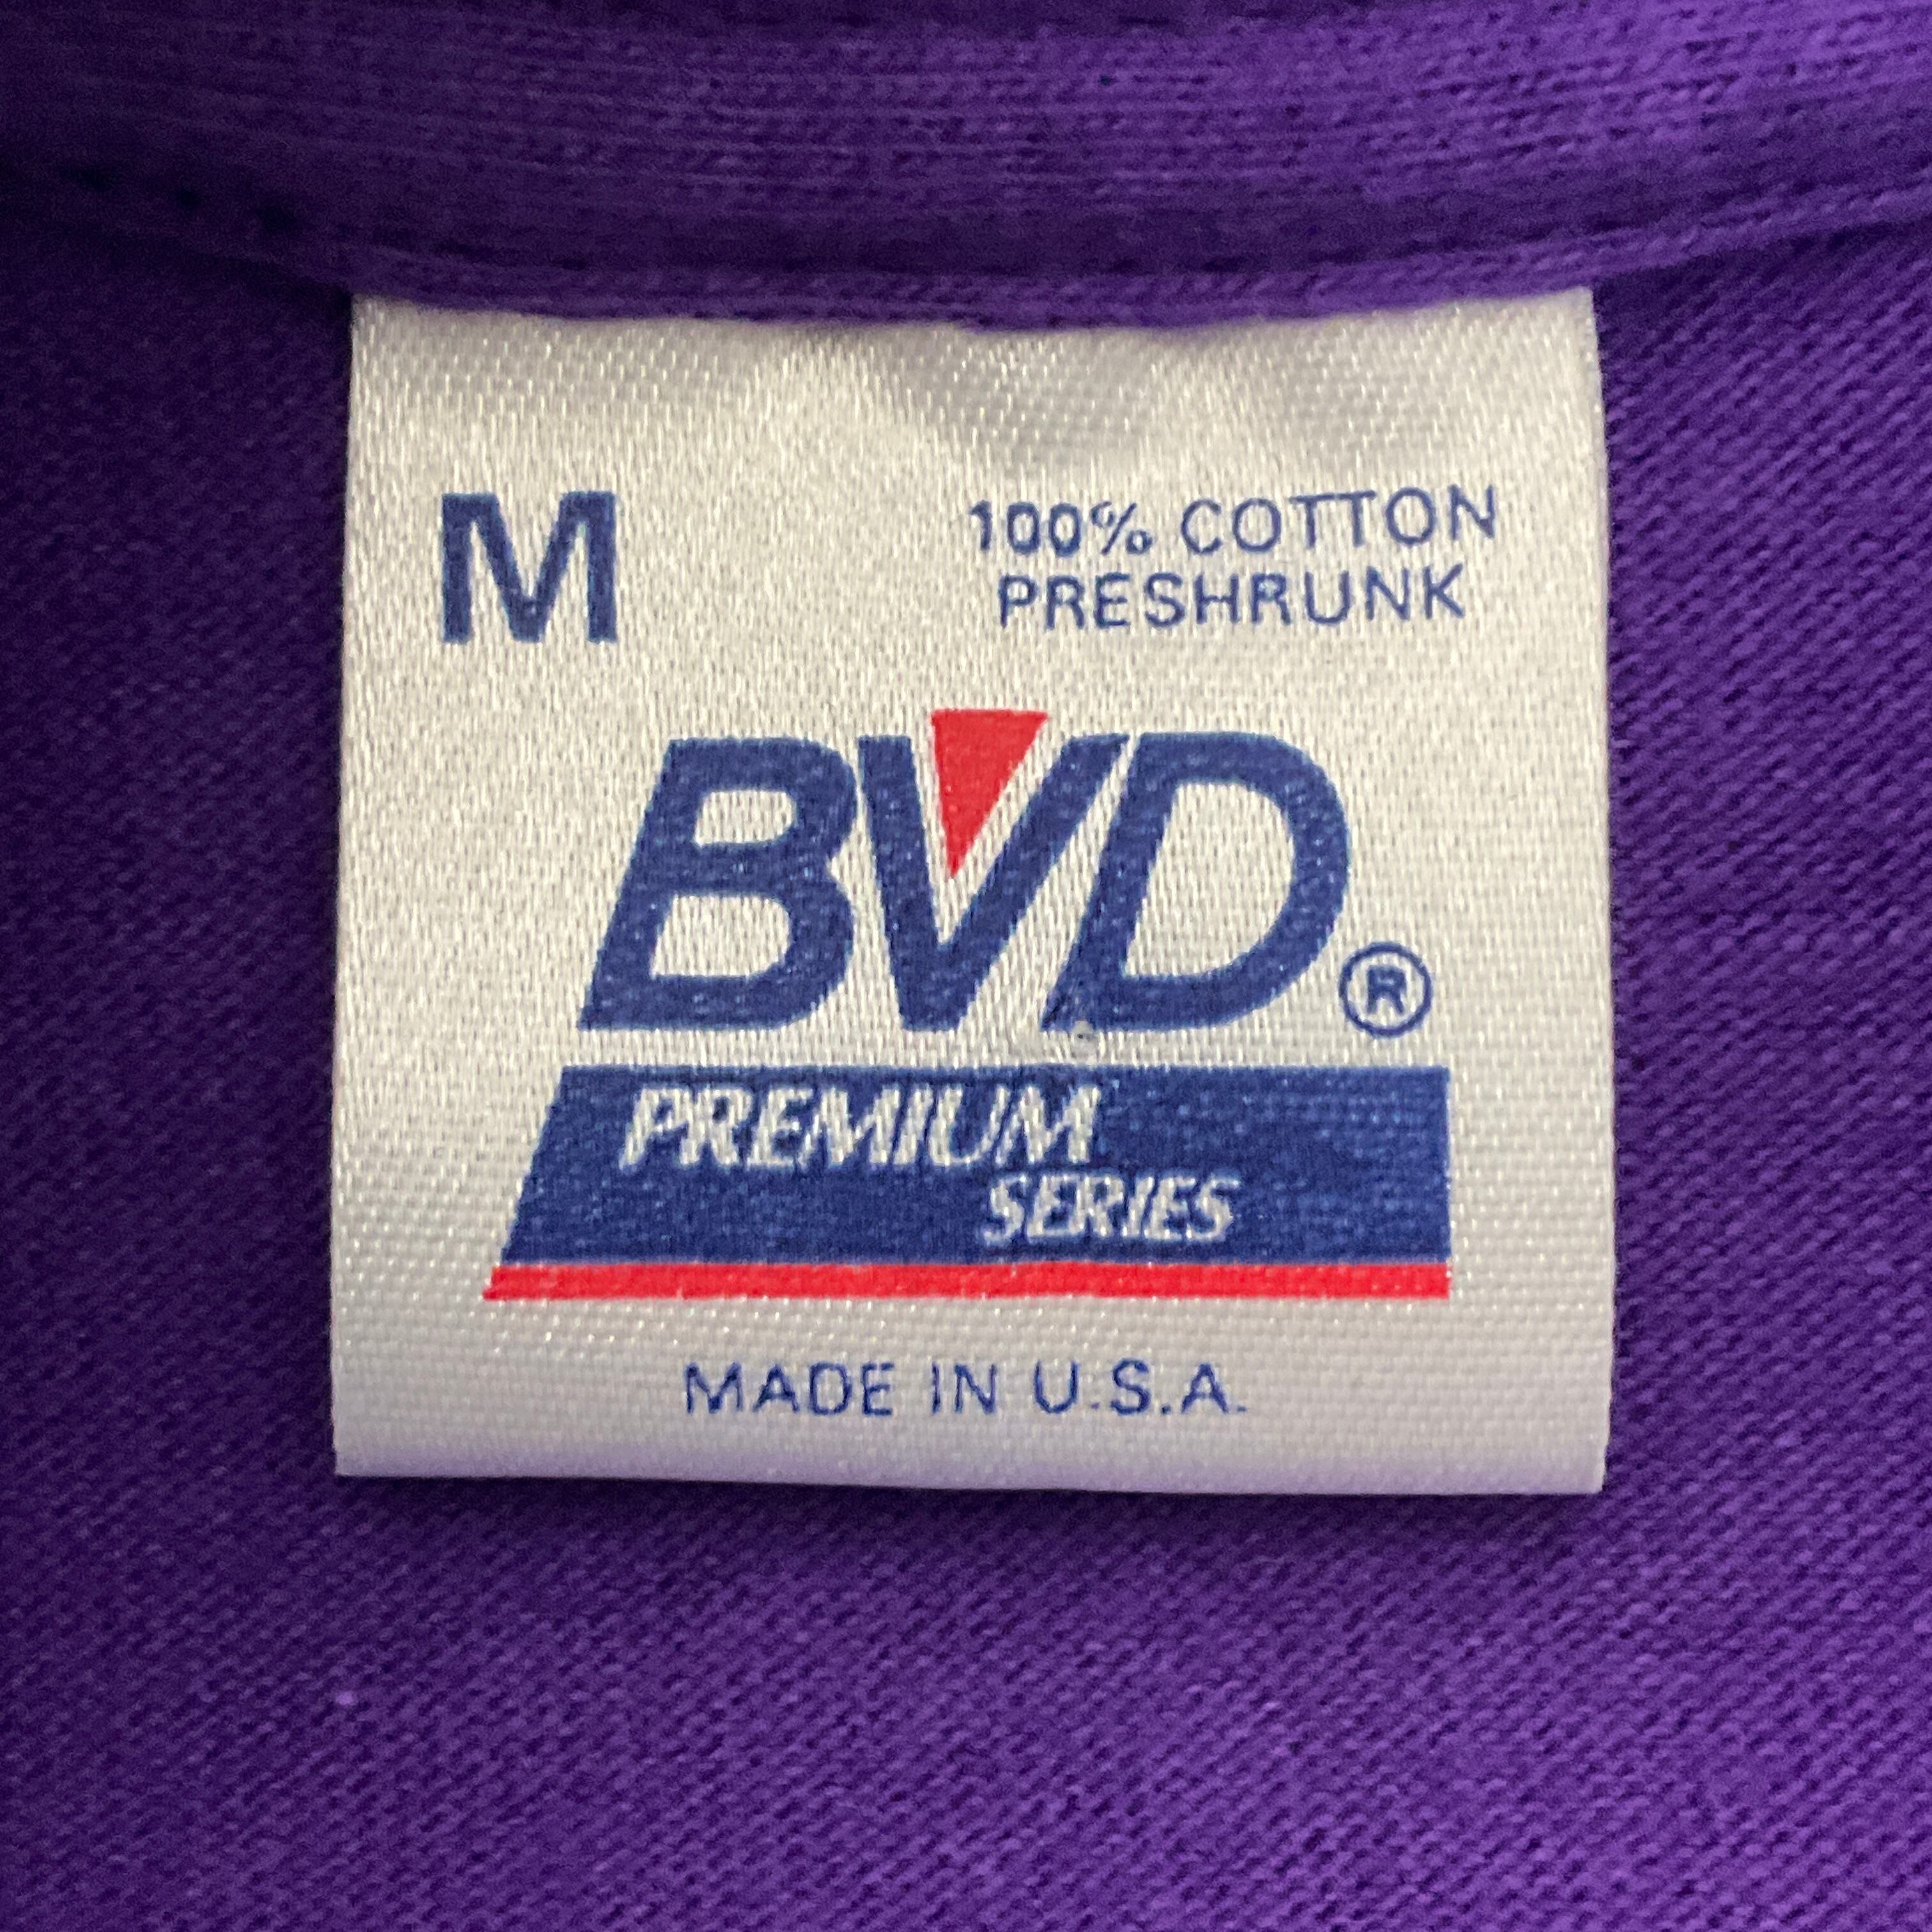 M
100% COTTON
PRESHRUNK
BVD®
PREMIUM
SERIES
MADE IN U.S.A.